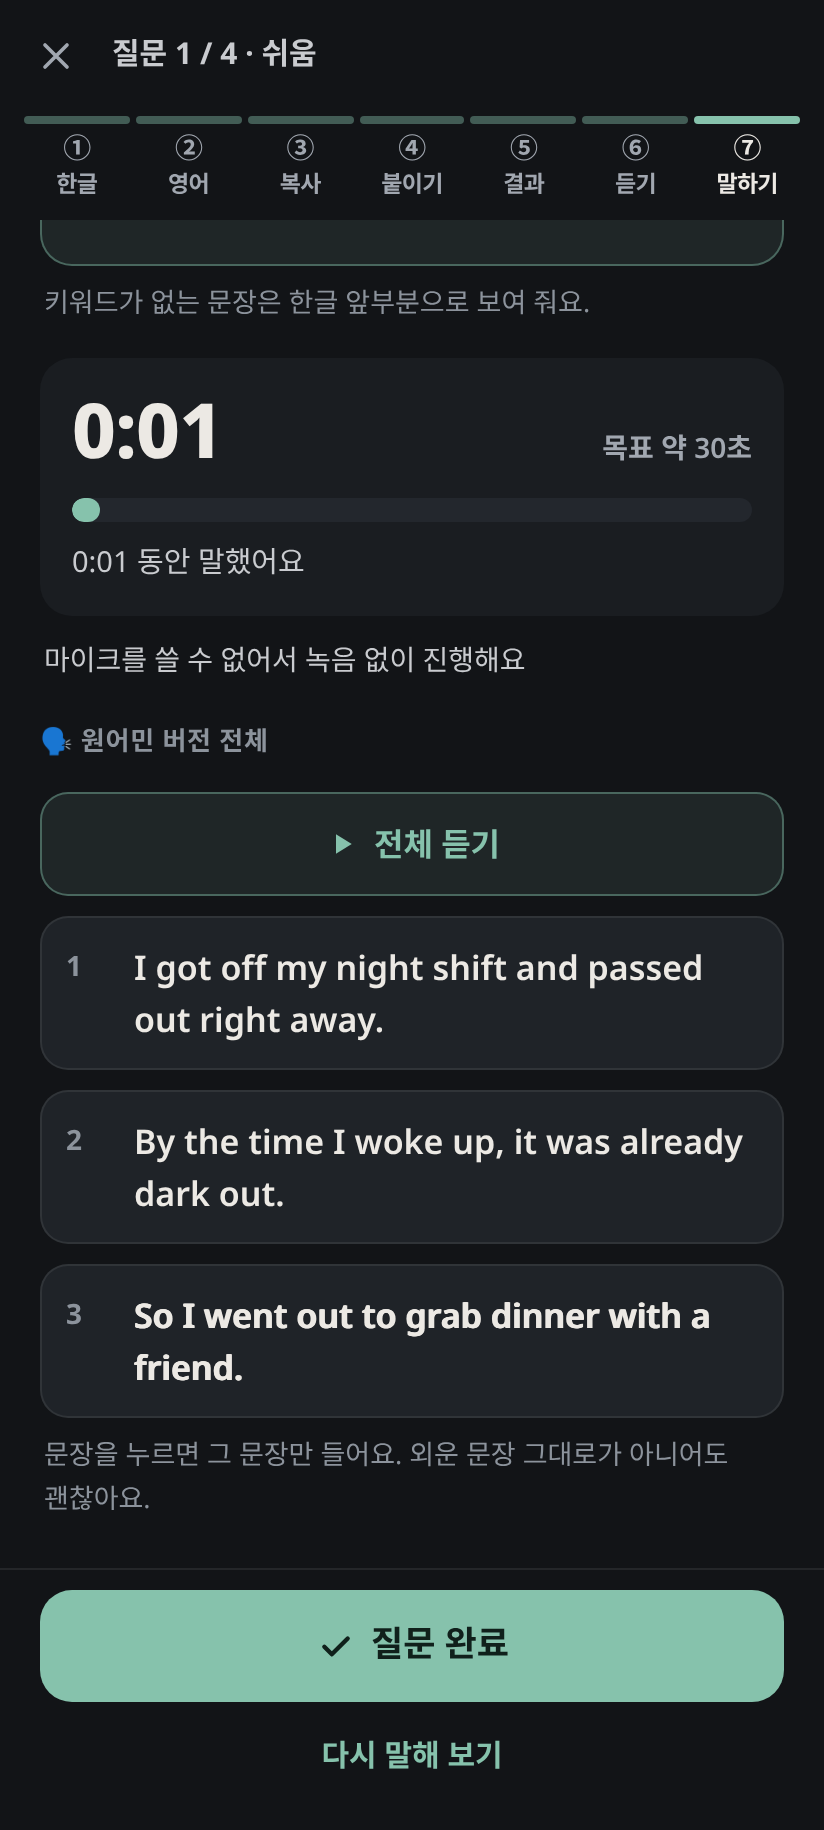 질문 1 / 4 · 쉬움
① ② ③ ④ ⑤ ⑥ ⑦
한글 영어 복사 붙이기 결과 듣기 말하기
키워드가 없는 문장은 한글 앞부분으로 보여 줘요.
0:01
목표 약 30초
0:01 동안 말했어요
마이크를 쓸 수 없어서 녹음 없이 진행해요
원어민 버전 전체
전체 듣기
1 I got off my night shift and passed
out right away.
2 By the time I woke up, it was already
dark out.
3 So I went out to grab dinner with a
friend.
문장을 누르면 그 문장만 들어요. 외운 문장 그대로가 아니어도
괜찮아요.
질문 완료
다시 말해 보기